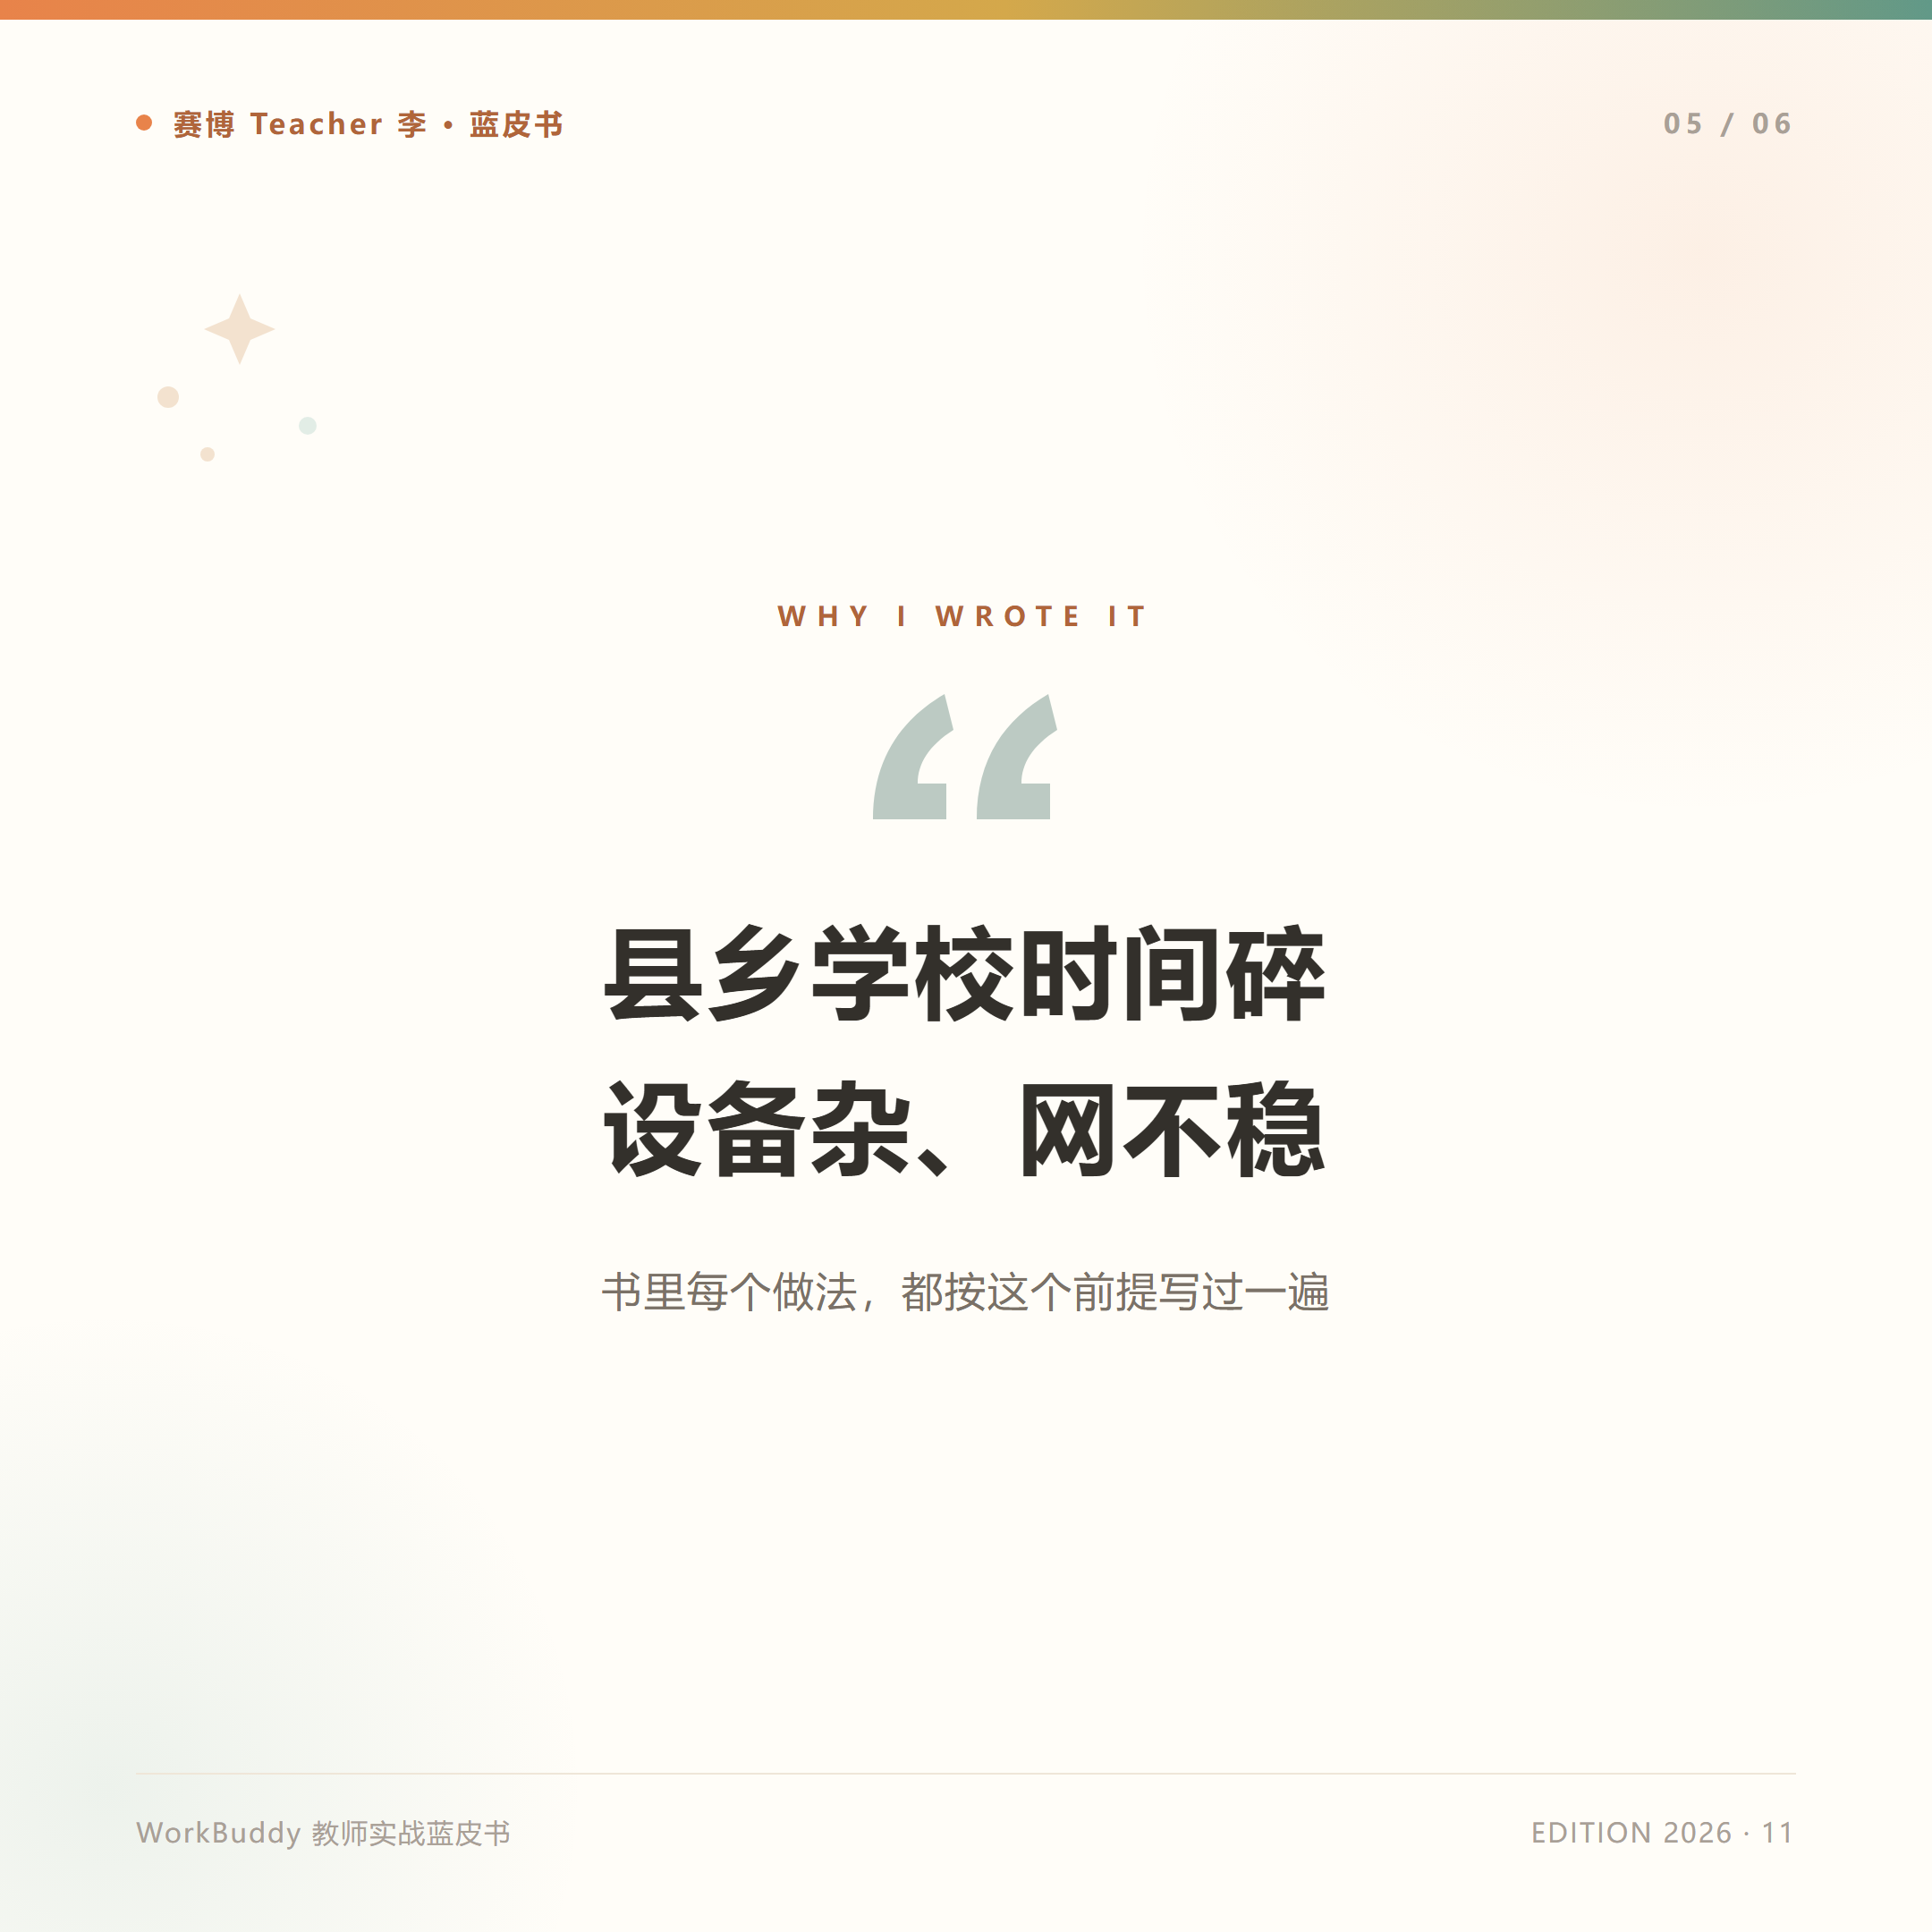 赛博 Teacher 李 · 蓝皮书
05 / 06
WHY I WROTE IT
“
县乡学校时间碎
设备杂、网不稳
书里每个做法，都按这个前提写过一遍
WorkBuddy 教师实战蓝皮书
EDITION 2026 · 11